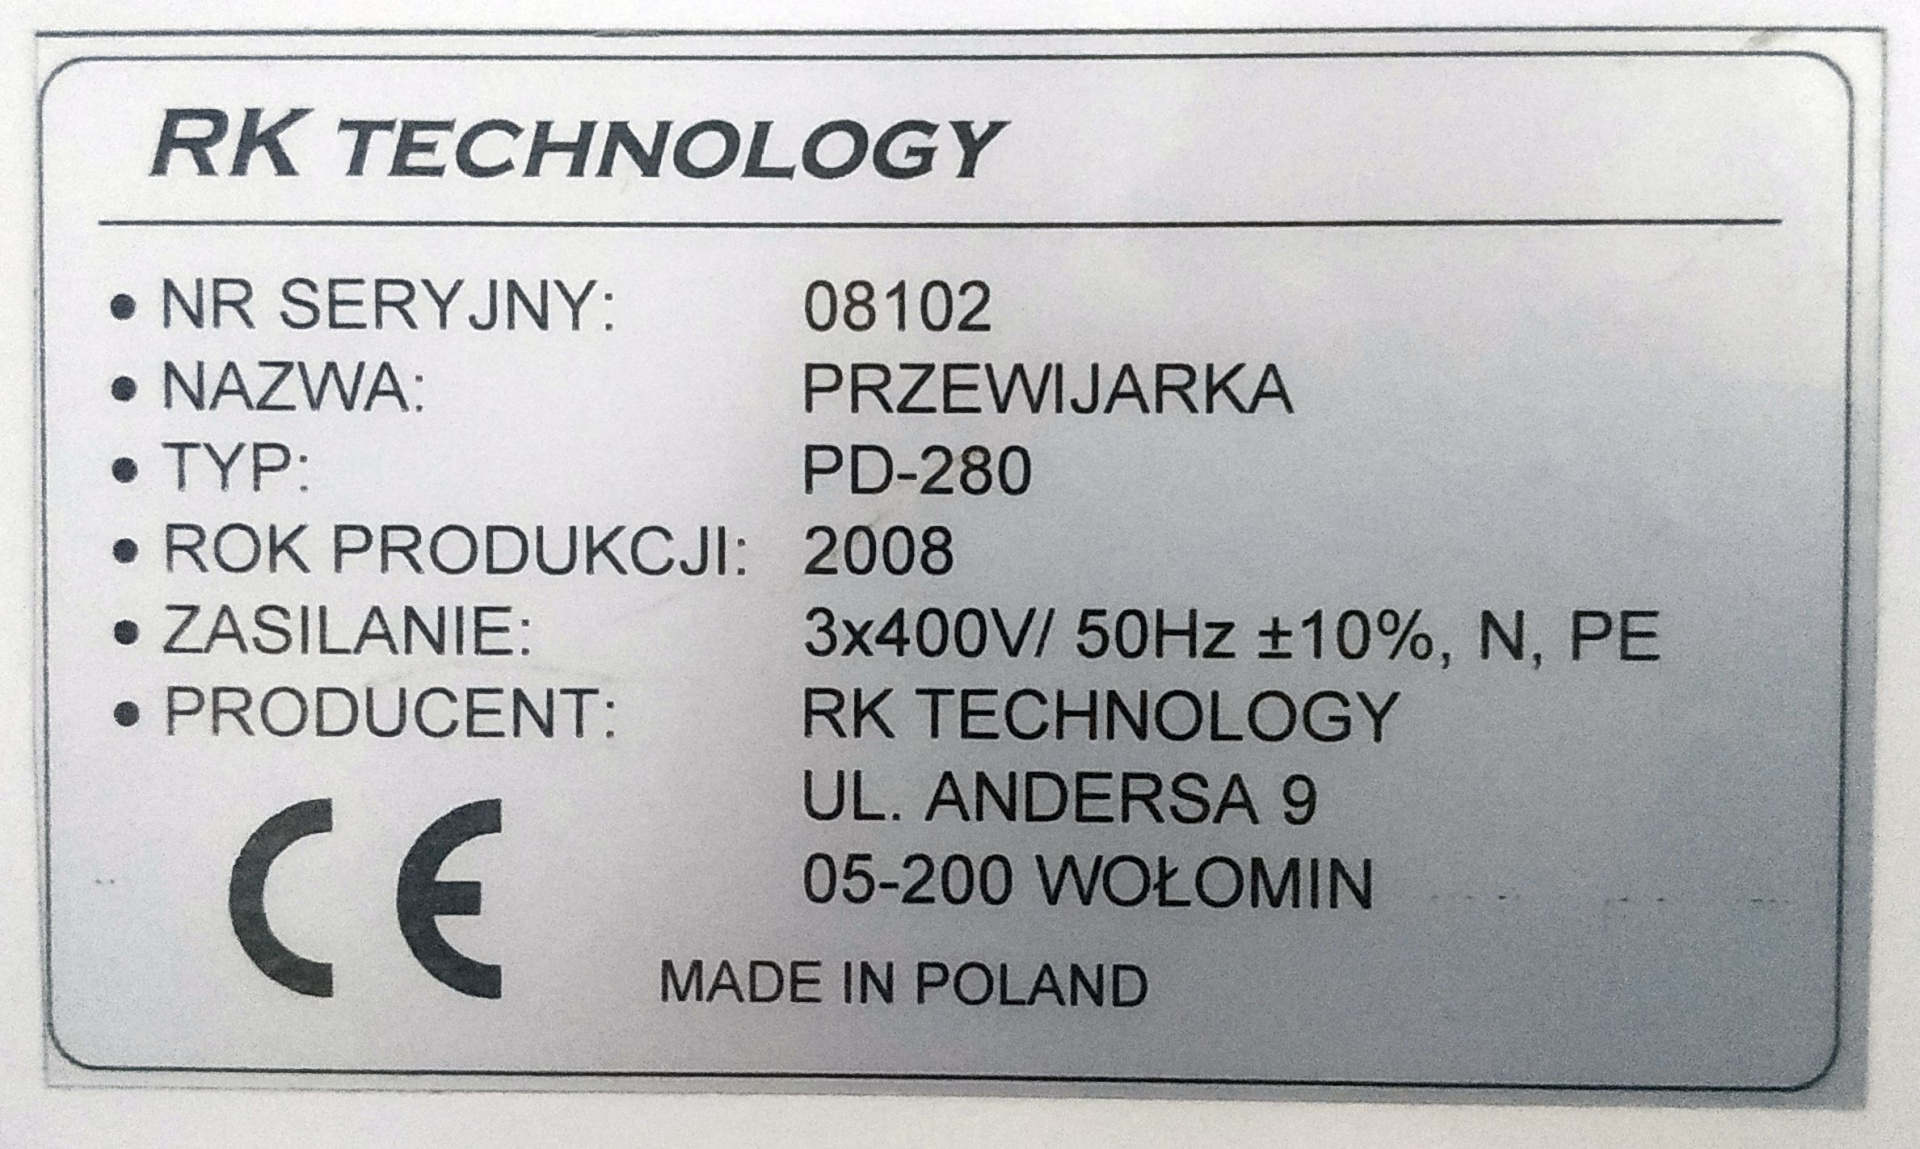 RK TECHNOLOGY
• NR SERYJNY: 08102
• NAZWA: PRZEWIJARKA
• TYP: PD-280
• ROK PRODUKCJI: 2008
• ZASILANIE: 3x400V/ 50Hz ±10%, N, PE
• PRODUCENT: RK TECHNOLOGY
UL. ANDERSA 9
05-200 WOŁOMIN
CE
MADE IN POLAND